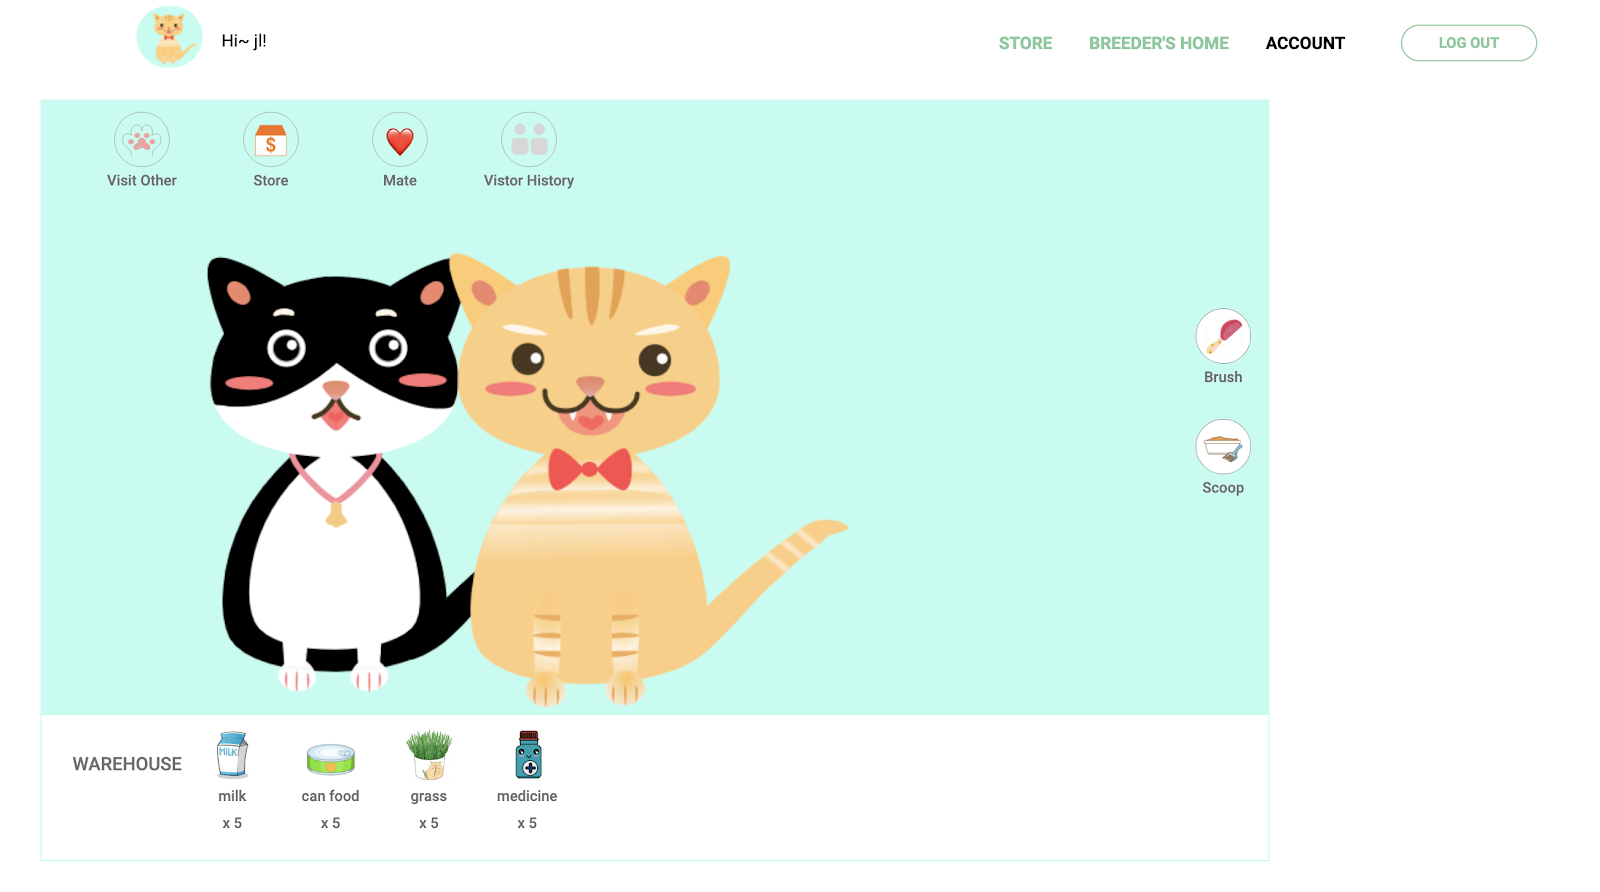 Hi~ jl!
STORE
BREEDER'S HOME
ACCOUNT
LOG OUT
$
Visit Other
Store
Mate
Vistor History
Brush
Scoop
WAREHOUSE
MILK
milk
can food
grass
medicine
x 5
x 5
x 5
x 5